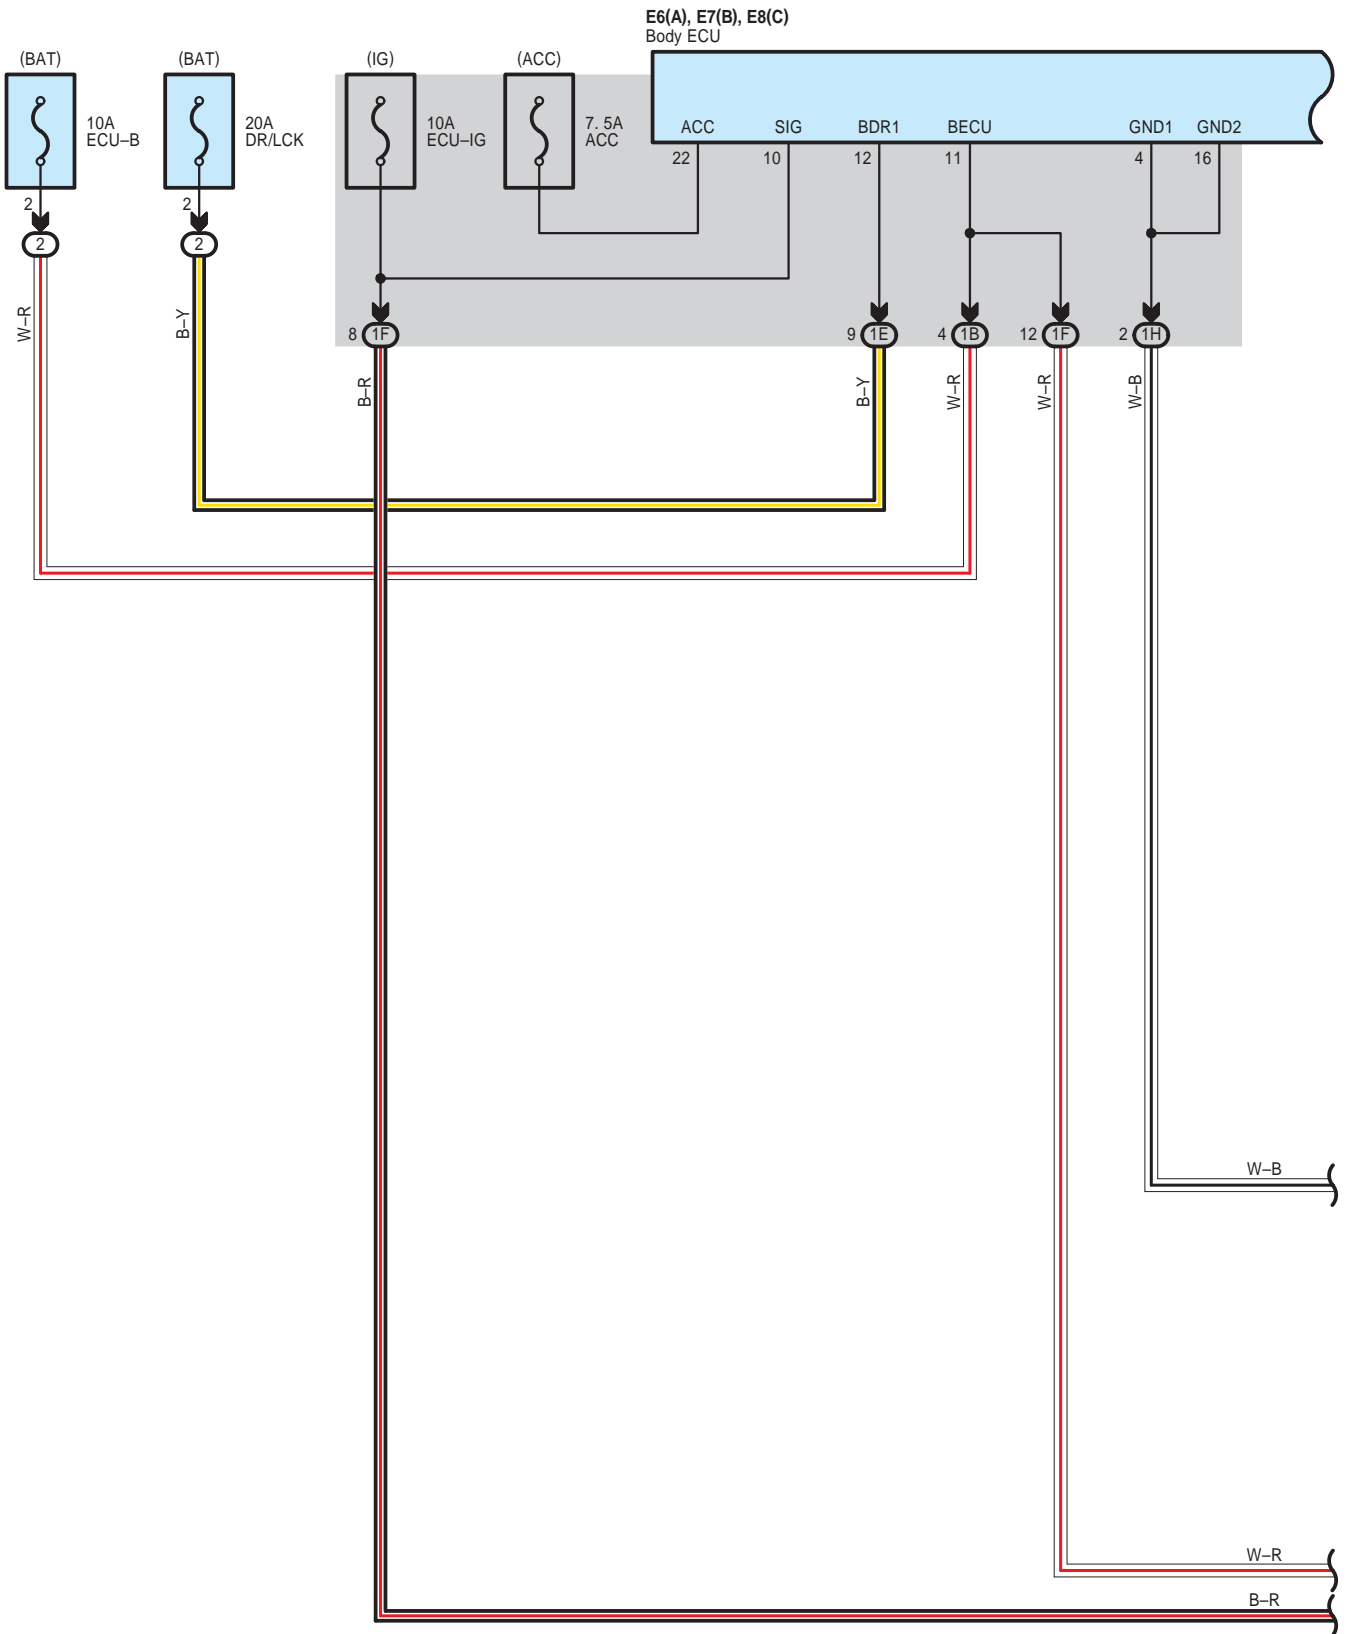 E6(A), E7(B), E8(C)
Body ECU
(BAT)
(BAT)
(IG)
(ACC)
10A
ECU–B
20A
DR/LCK
10A
ECU–IG
7. 5A
ACC
ACC
SIG
BDR1
BECU
GND1
GND2
22
10
12
11
4
16
2
2
2
2
8
1F
9
1E
4
1B
12
1F
2
1H
W–R
B–Y
B–R
B–Y
W–R
W–R
W–B
W–B
W–R
B–R